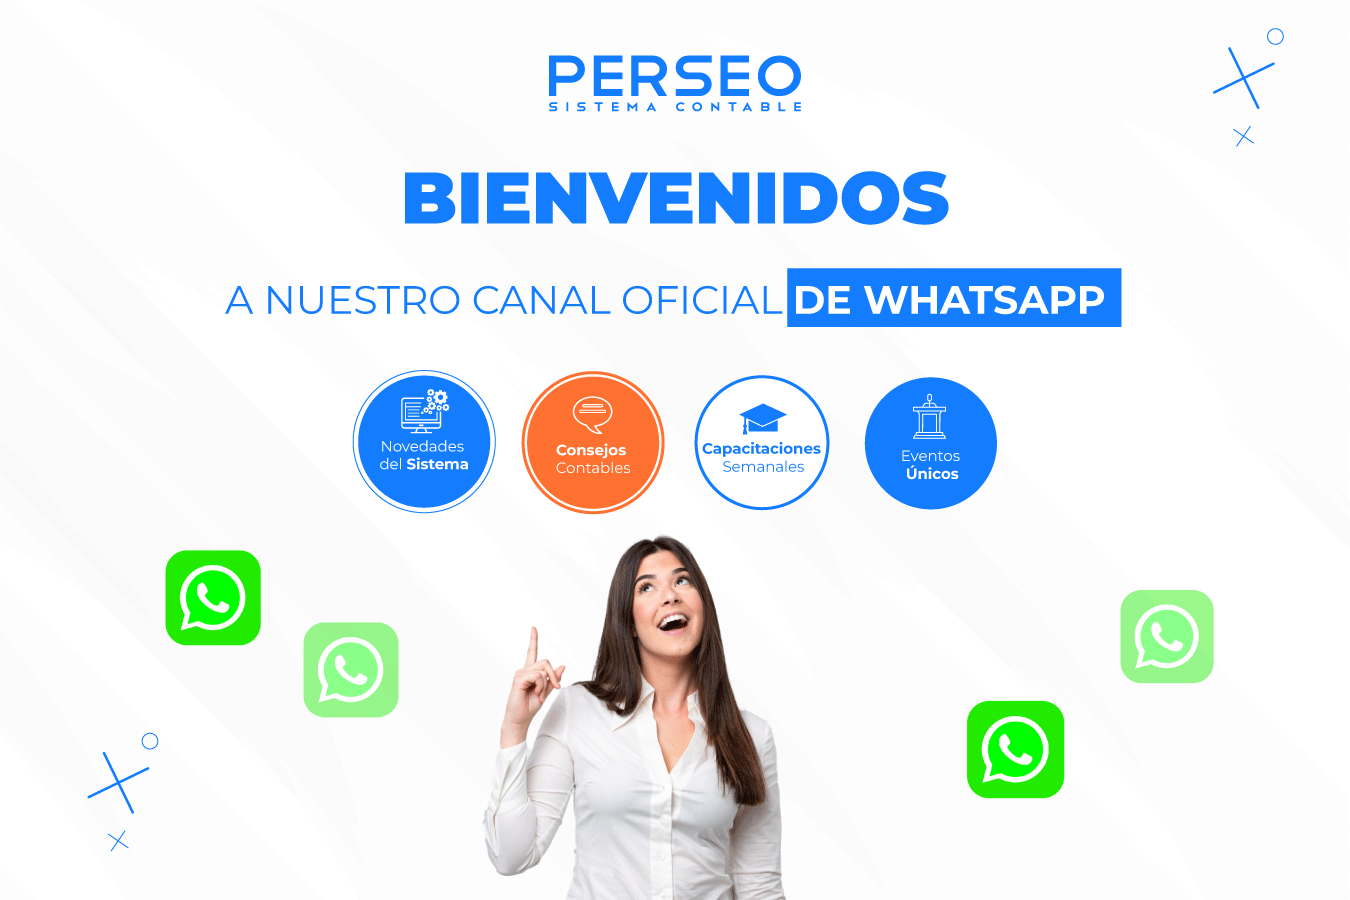 PERSEO
SISTEMA CONTABLE
BIENVENIDOS
A NUESTRO CANAL OFICIAL DE WHATSAPP
Novedades
del Sistema
Consejos
Contables
Capacitaciones
Semanales
Eventos
Únicos